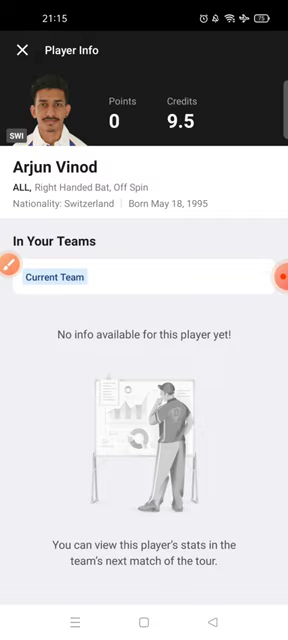 21:15
75
Player Info
Points
Credits
0
9.5
SWI
Arjun Vinod
ALL, Right Handed Bat, Off Spin
Nationality: Switzerland | Born May 18, 1995
In Your Teams
Current Team
No info available for this player yet!
You can view this player's stats in the
team's next match of the tour.